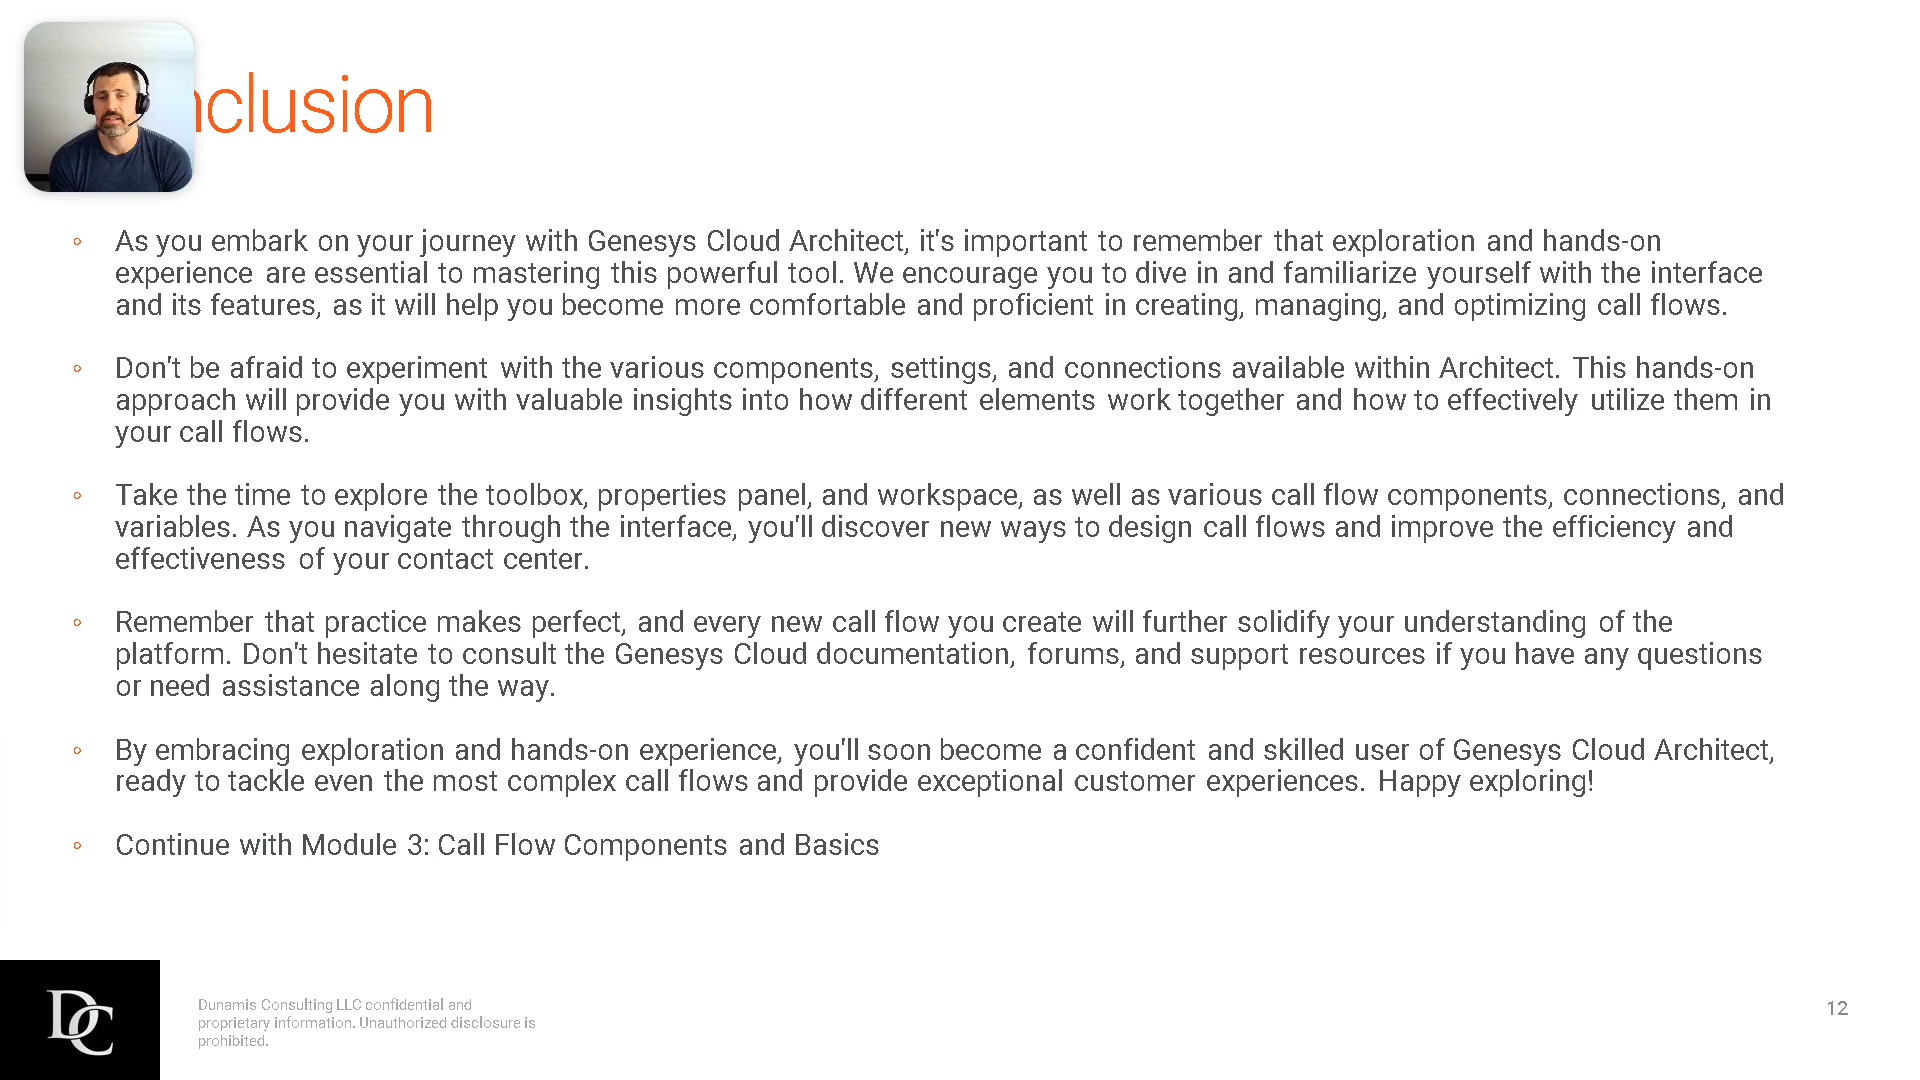 nclusion
◦ As you embark on your journey with Genesys Cloud Architect, it's important to remember that exploration and hands-on
experience are essential to mastering this powerful tool. We encourage you to dive in and familiarize yourself with the interface
and its features, as it will help you become more comfortable and proficient in creating, managing, and optimizing call flows.
◦ Don't be afraid to experiment with the various components, settings, and connections available within Architect. This hands-on
approach will provide you with valuable insights into how different elements work together and how to effectively utilize them in
your call flows.
◦ Take the time to explore the toolbox, properties panel, and workspace, as well as various call flow components, connections, and
variables. As you navigate through the interface, you'll discover new ways to design call flows and improve the efficiency and
effectiveness of your contact center.
◦ Remember that practice makes perfect, and every new call flow you create will further solidify your understanding of the
platform. Don't hesitate to consult the Genesys Cloud documentation, forums, and support resources if you have any questions
or need assistance along the way.
◦ By embracing exploration and hands-on experience, you'll soon become a confident and skilled user of Genesys Cloud Architect,
ready to tackle even the most complex call flows and provide exceptional customer experiences. Happy exploring!
◦ Continue with Module 3: Call Flow Components and Basics
DC
Dunamis Consulting LLC confidential and
proprietary information. Unauthorized disclosure is
prohibited.
12